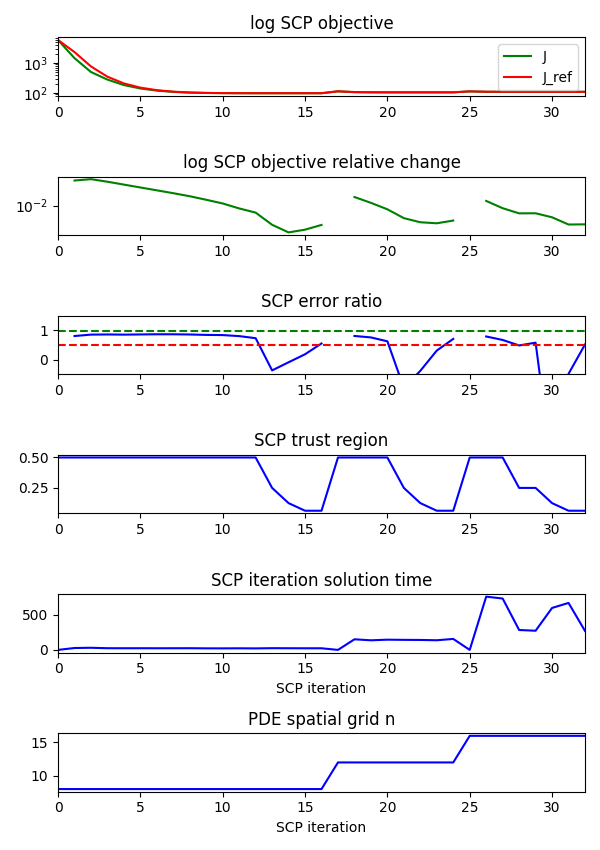 log SCP objective
10^3
10^2
J
J_ref
0 5 10 15 20 25 30
log SCP objective relative change
10^−2
0 5 10 15 20 25 30
SCP error ratio
1
0
0 5 10 15 20 25 30
SCP trust region
0.50
0.25
0 5 10 15 20 25 30
SCP iteration solution time
500
0
0 5 10 15 20 25 30
SCP iteration
PDE spatial grid n
15
10
0 5 10 15 20 25 30
SCP iteration